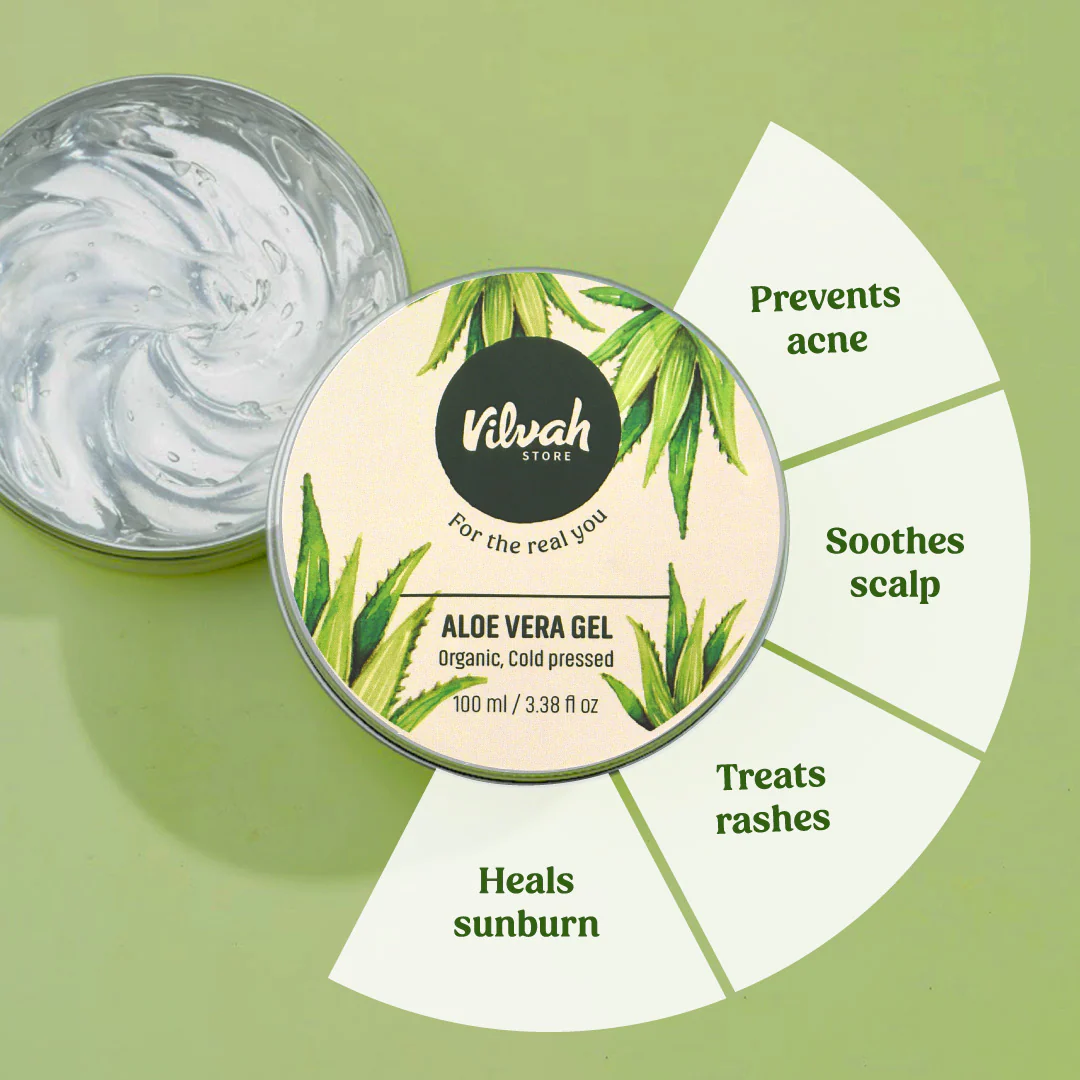 Vilvah
STORE
For the real you
ALOE VERA GEL
Organic, Cold pressed
100 ml / 3.38 fl oz
Prevents
acne
Soothes
scalp
Treats
rashes
Heals
sunburn